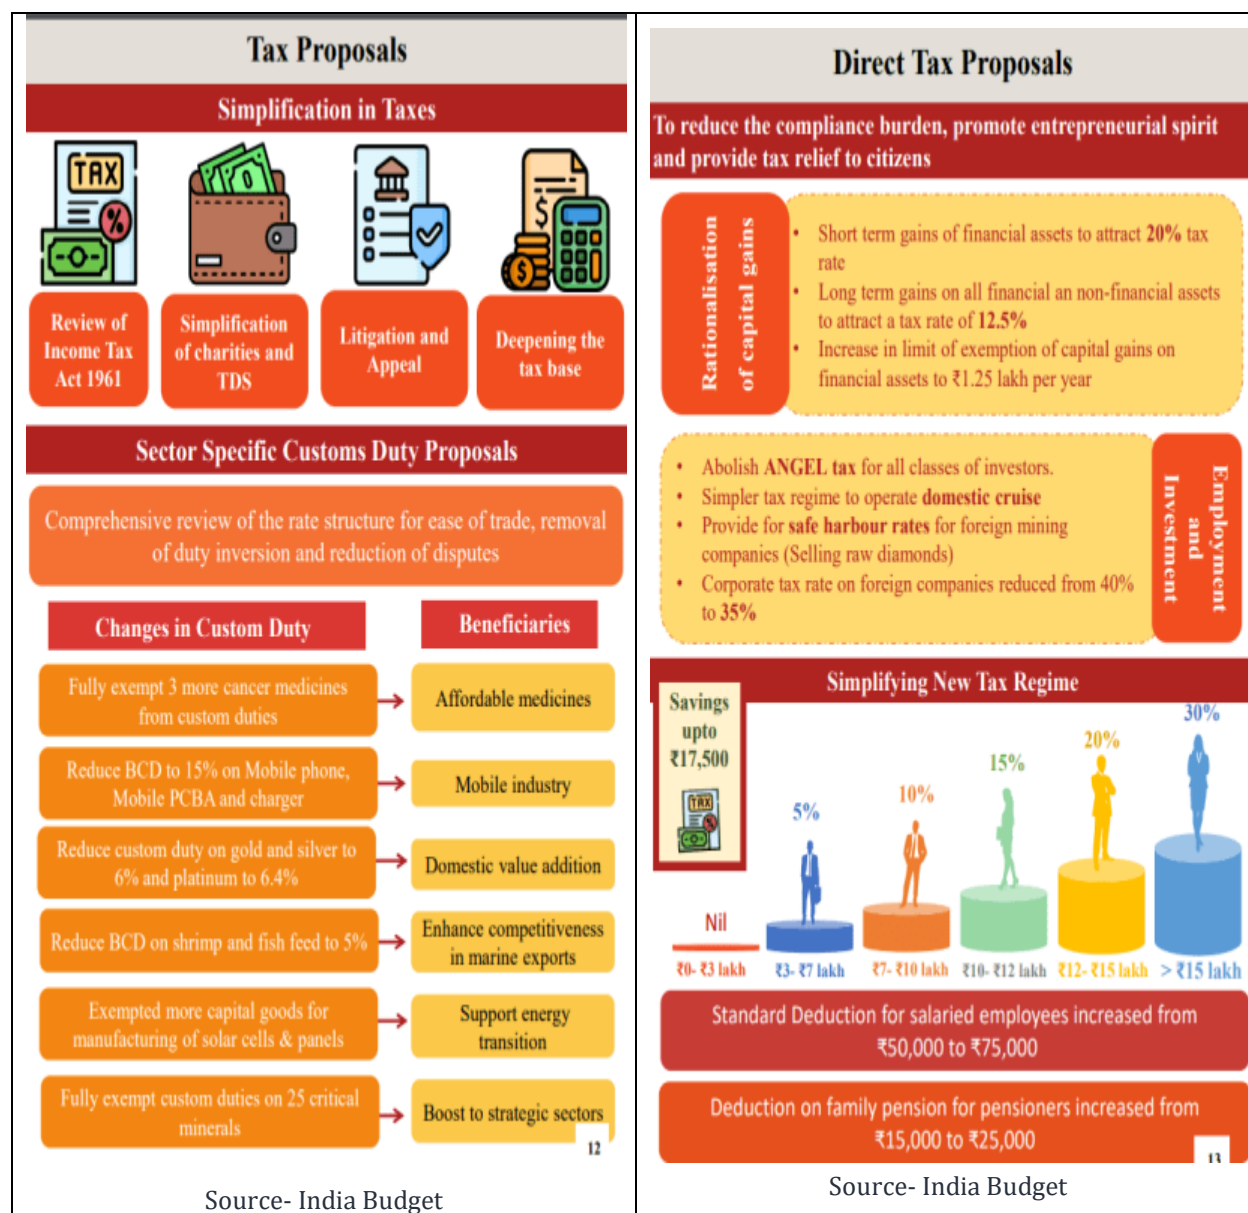 Tax Proposals
Simplification in Taxes
TAX
%
$
$
Review of
Income Tax
Act 1961
Simplification
of charities and
TDS
Litigation and
Appeal
Deepening the
tax base
Sector Specific Customs Duty Proposals
Comprehensive review of the rate structure for ease of trade, removal
of duty inversion and reduction of disputes
Changes in Custom Duty
Beneficiaries
Fully exempt 3 more cancer medicines
from custom duties
Affordable medicines
Reduce BCD to 15% on Mobile phone,
Mobile PCBA and charger
Mobile industry
Reduce custom duty on gold and silver to
6% and platinum to 6.4%
Domestic value addition
Reduce BCD on shrimp and fish feed to 5%
Enhance competitiveness
in marine exports
Exempted more capital goods for
manufacturing of solar cells & panels
Support energy
transition
Fully exempt custom duties on 25 critical
minerals
Boost to strategic sectors
12
Source- India Budget
Direct Tax Proposals
To reduce the compliance burden, promote entrepreneurial spirit
and provide tax relief to citizens
Rationalisation
of capital gains
• Short term gains of financial assets to attract 20% tax
rate
• Long term gains on all financial an non-financial assets
to attract a tax rate of 12.5%
• Increase in limit of exemption of capital gains on
financial assets to ₹1.25 lakh per year
• Abolish ANGEL tax for all classes of investors.
• Simpler tax regime to operate domestic cruise
• Provide for safe harbour rates for foreign mining
companies (Selling raw diamonds)
• Corporate tax rate on foreign companies reduced from 40%
to 35%
Employment
and
Investment
Simplifying New Tax Regime
Savings
upto
₹17,500
TAX
Nil
5%
10%
15%
20%
30%
₹0- ₹3 lakh
₹3- ₹7 lakh
₹7- ₹10 lakh
₹10- ₹12 lakh
₹12- ₹15 lakh
> ₹15 lakh
Standard Deduction for salaried employees increased from
₹50,000 to ₹75,000
Deduction on family pension for pensioners increased from
₹15,000 to ₹25,000
13
Source- India Budget